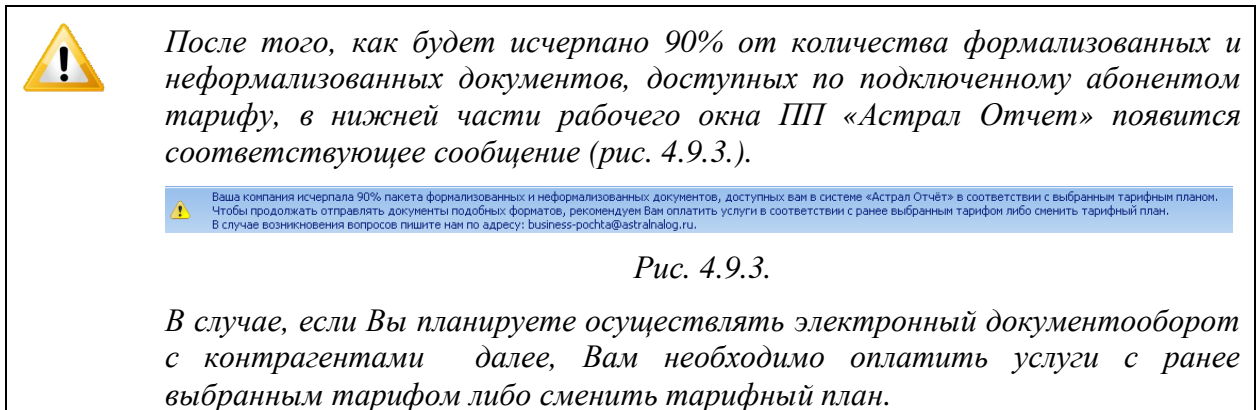 После того, как будет исчерпано 90% от количества формализованных и
неформализованных документов, доступных по подключенному абонентом
тарифу, в нижней части рабочего окна ПП «Астрал Отчет» появится
соответствующее сообщение (рис. 4.9.3.).
Ваша компания исчерпала 90% пакета формализованных и неформализованных документов, доступных вам в системе «Астрал Отчёт» в соответствии с выбранным тарифным планом.
Чтобы продолжать отправлять документы подобных форматов, рекомендуем Вам оплатить услуги в соответствии с ранее выбранным тарифом либо сменить тарифный план.
В случае возникновения вопросов пишите нам по адресу: business-pochta@astralnalog.ru.
Рис. 4.9.3.
В случае, если Вы планируете осуществлять электронный документооборот
с контрагентами далее, Вам необходимо оплатить услуги с ранее
выбранным тарифом либо сменить тарифный план.